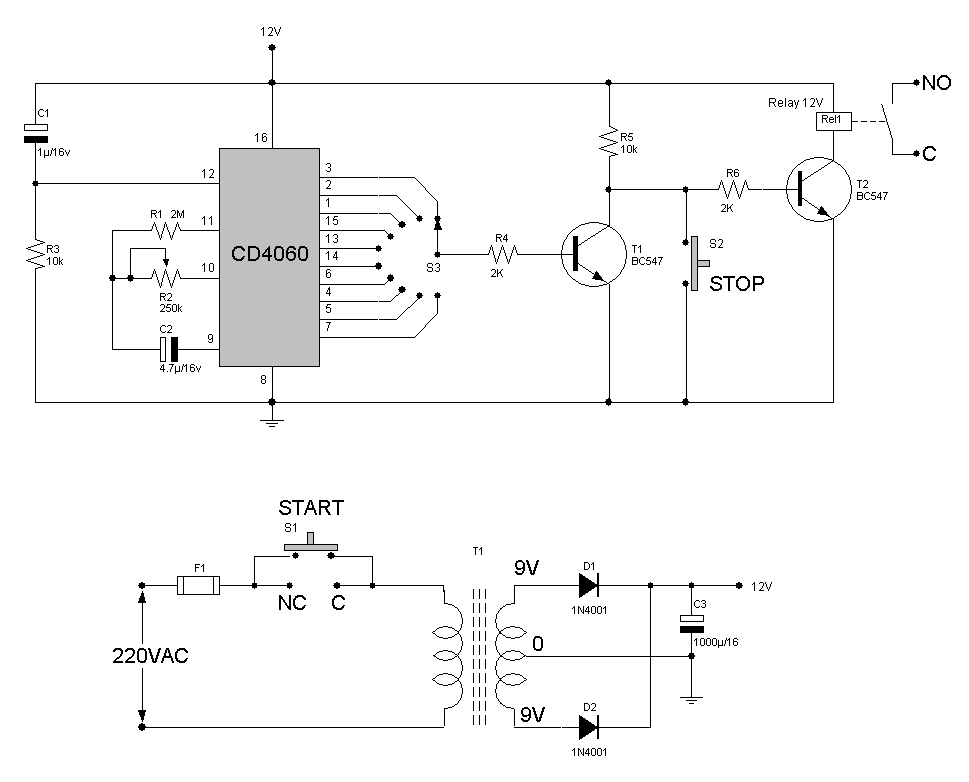 12V
C1
1µ/16v
16
12
R1 2M
11
R3
10k
10
R2
250k
C2
9
4.7µ/16v
8
CD4060
3
2
1
15
13
14
6
4
5
7
S3
R4
2K
T1
BC547
R5
10k
S2
STOP
R6
2K
Relay 12V
Rel1
T2
BC547
NO
C
START
S1
F1
NC C
220VAC
T1
9V
0
9V
D1
1N4001
D2
1N4001
12V
C3
1000µ/16